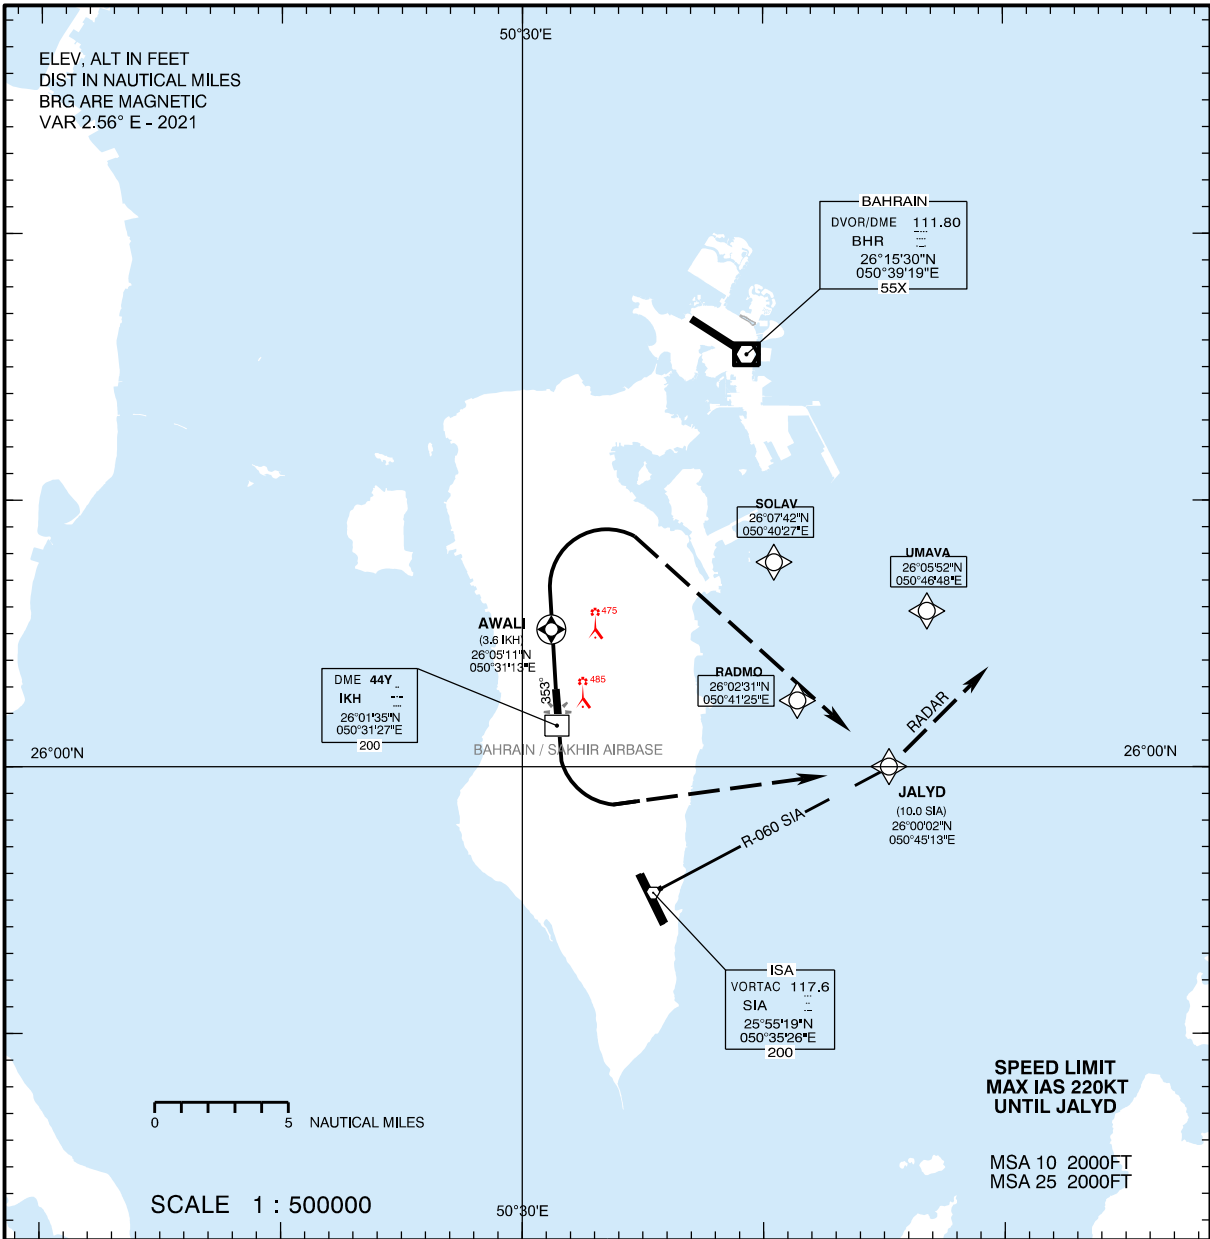 50°30'E
ELEV, ALT IN FEET
DIST IN NAUTICAL MILES
BRG ARE MAGNETIC
VAR 2.56° E - 2021
BAHRAIN
DVOR/DME 111.80
BHR
26°15'30"N
050°39'19"E
55X
SOLAV
26°07'42"N
050°40'27"E
UMAVA
26°05'52"N
050°46'48"E
475
AWALI
(3.6 IKH)
26°05'11"N
050°31'13"E
485
353°
RADMO
26°02'31"N
050°41'25"E
DME 44Y
IKH
26°01'35"N
050°31'27"E
200
RADAR
BAHRAIN / SAKHIR AIRBASE
26°00'N
26°00'N
JALYD
(10.0 SIA)
26°00'02"N
050°45'13"E
R-060 SIA
ISA
VORTAC 117.6
SIA
25°55'19"N
050°35'26"E
200
SPEED LIMIT
MAX IAS 220KT
UNTIL JALYD
0 5 NAUTICAL MILES
MSA 10 2000FT
MSA 25 2000FT
SCALE 1 : 500000
50°30'E